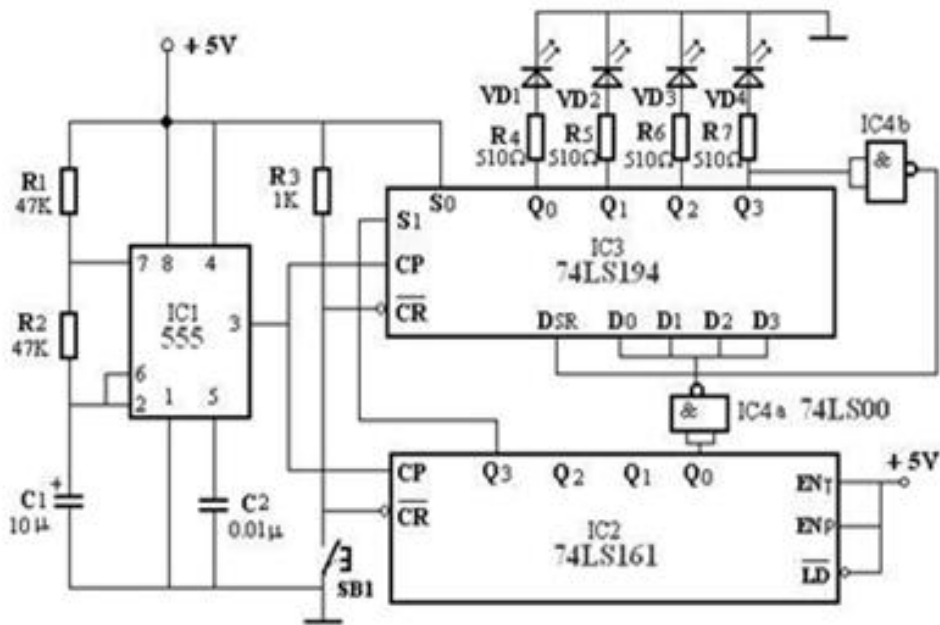 +5V
VD1 VD2 VD3 VD4
R4 R5 R6 R7
510Ω 510Ω 510Ω 510Ω
IC4b
&
R1
47K
R3
1K
S0 Q0 Q1 Q2 Q3
S1
IC3
74LS194
CP
C̅R̅
DSR D0 D1 D2 D3
7 8 4
IC1
555
3
6
2 1 5
R2
47K
& IC4a 74LS00
C1 +
10μ
C2
0.01μ
CP Q3 Q2 Q1 Q0
+5V
ENT
C̅R̅
ENP
IC2
74LS161
L̅D̅
SB1